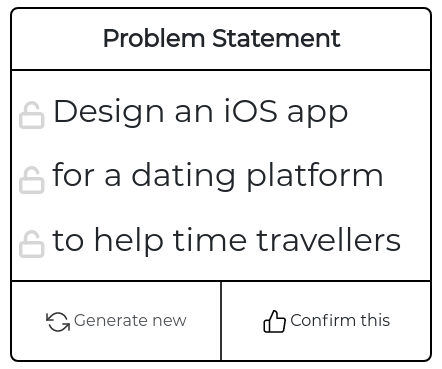 Problem Statement
Design an iOS app
for a dating platform
to help time travellers
Generate new
Confirm this